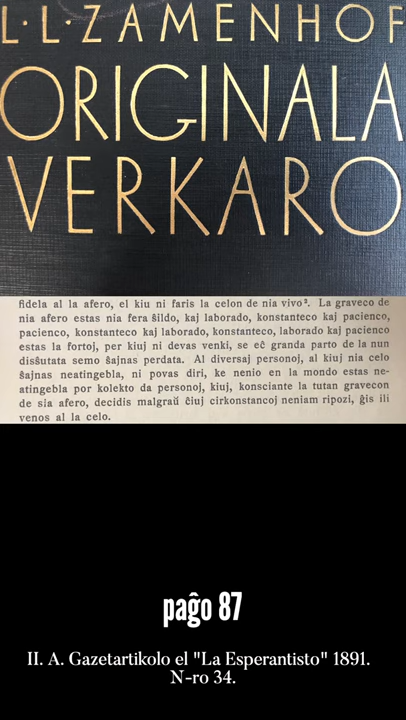 L·L·ZAMENHOF
ORIGINALA
VERKARO
fidela al la afero, el kiu ni faris la celon de nia vivo². La graveco de
nia afero estas nia fera ŝildo, kaj laborado, konstanteco kaj pacienco,
pacienco, konstanteco kaj laborado, konstanteco, laborado kaj pacienco
estas la fortoj, per kiuj ni devas venki, se eĉ granda parto de la nun
disŝutata semo ŝajnas perdata. Al diversaj personoj, al kiuj nia celo
ŝajnas neatingebla, ni povas diri, ke nenio en la mondo estas ne-
atingebla por kolekto da personoj, kiuj, konsciante la tutan gravecon
de sia afero, decidis malgraŭ ĉiuj cirkonstancoj neniam ripozi, ĝis ili
venos al la celo.
paĝo 87
II. A. Gazetartikolo el "La Esperantisto" 1891.
N-ro 34.